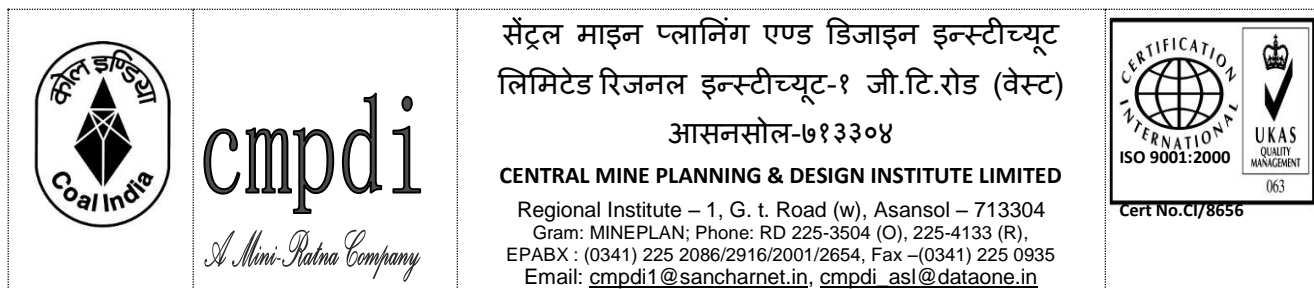 कोल इण्डिया
Coal India
cmpdi
A Mini-Ratna Company
सेंट्रल माइन प्लानिंग एण्ड डिजाइन इन्स्टीच्यूट
लिमिटेड रिजनल इन्स्टीच्यूट-१ जी.टि.रोड (वेस्ट)
आसनसोल-७१३३०४
CENTRAL MINE PLANNING & DESIGN INSTITUTE LIMITED
Regional Institute – 1, G. t. Road (w), Asansol – 713304
Gram: MINEPLAN; Phone: RD 225-3504 (O), 225-4133 (R),
EPABX : (0341) 225 2086/2916/2001/2654, Fax –(0341) 225 0935
Email: cmpdi1@sancharnet.in, cmpdi_asl@dataone.in
CERTIFICATION
INTERNATIONAL
ISO 9001:2000
UKAS
QUALITY
MANAGEMENT
063
Cert No.CI/8656